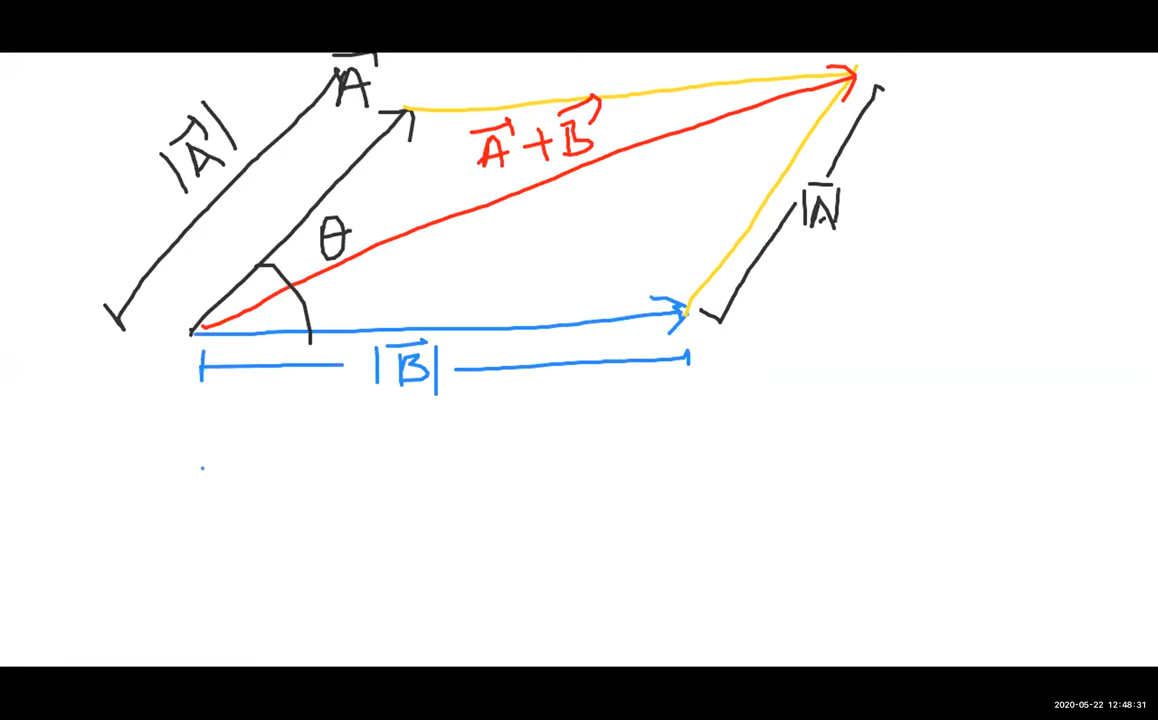 A⃗
|A⃗|
A⃗ + B⃗
θ
|A̅|
|B⃗|
2020-05-22 12:48:31